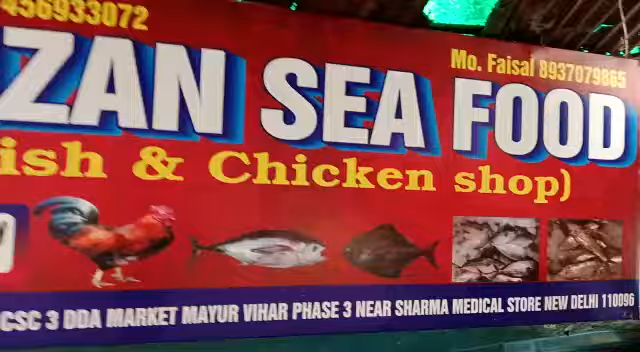 456933072
Mo. Faisal 8937079865
ZAN SEA FOOD
ish & Chicken shop)
CSC 3 DDA MARKET MAYUR VIHAR PHASE 3 NEAR SHARMA MEDICAL STORE NEW DELHI 110096